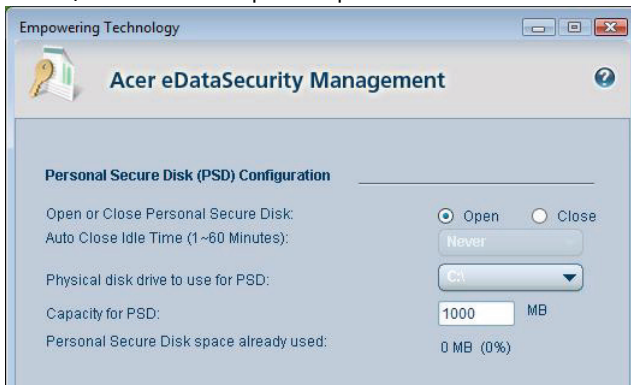 Empowering Technology
Acer eDataSecurity Management
Personal Secure Disk (PSD) Configuration
Open or Close Personal Secure Disk: Open Close
Auto Close Idle Time (1~60 Minutes): Never
Physical disk drive to use for PSD: C:\
Capacity for PSD: 1000 MB
Personal Secure Disk space already used: 0 MB (0%)